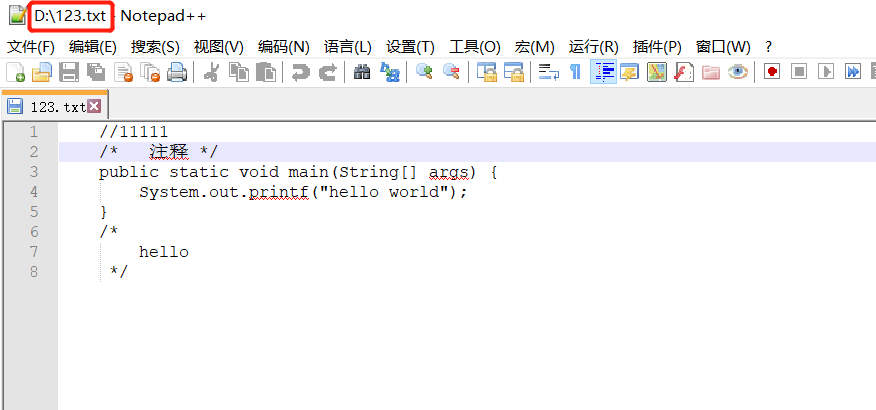 D:\123.txt - Notepad++
文件(F) 编辑(E) 搜索(S) 视图(V) 编码(N) 语言(L) 设置(T) 工具(O) 宏(M) 运行(R) 插件(P) 窗口(W) ?
123.txt
1 //11111
2 /* 注释 */
3 public static void main(String[] args) {
4 System.out.printf("hello world");
5 }
6 /*
7 hello
8 */